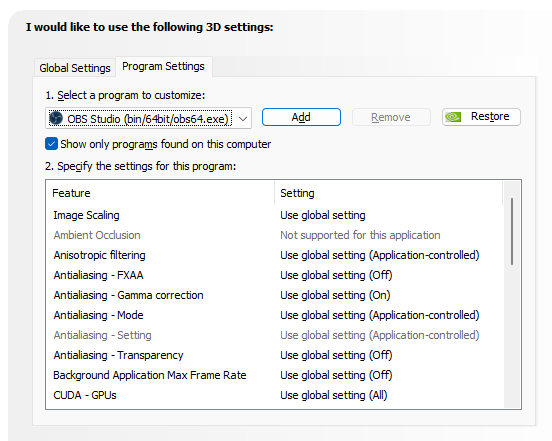 I would like to use the following 3D settings:
Global Settings Program Settings
1. Select a program to customize:
OBS Studio (bin/64bit/obs64.exe) Add Remove Restore
Show only programs found on this computer
2. Specify the settings for this program:
Feature Setting
Image Scaling Use global setting
Ambient Occlusion Not supported for this application
Anisotropic filtering Use global setting (Application-controlled)
Antialiasing - FXAA Use global setting (Off)
Antialiasing - Gamma correction Use global setting (On)
Antialiasing - Mode Use global setting (Application-controlled)
Antialiasing - Setting Use global setting (Application-controlled)
Antialiasing - Transparency Use global setting (Off)
Background Application Max Frame Rate Use global setting (Off)
CUDA - GPUs Use global setting (All)